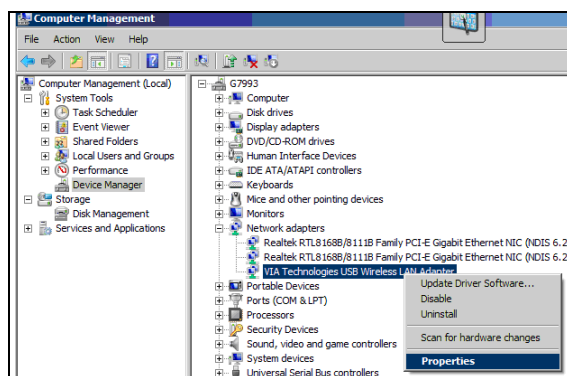 Computer Management
File Action View Help
Computer Management (Local)
System Tools
Task Scheduler
Event Viewer
Shared Folders
Local Users and Groups
Performance
Device Manager
Storage
Disk Management
Services and Applications
G7993
Computer
Disk drives
Display adapters
DVD/CD-ROM drives
Human Interface Devices
IDE ATA/ATAPI controllers
Keyboards
Mice and other pointing devices
Monitors
Network adapters
Realtek RTL8168B/8111B Family PCI-E Gigabit Ethernet NIC (NDIS 6.2
Realtek RTL8168B/8111B Family PCI-E Gigabit Ethernet NIC (NDIS 6.2
VIA Technologies USB Wireless LAN Adapter
Portable Devices
Ports (COM & LPT)
Processors
Security Devices
Sound, video and game controllers
System devices
Universal Serial Bus controllers
Update Driver Software...
Disable
Uninstall
Scan for hardware changes
Properties